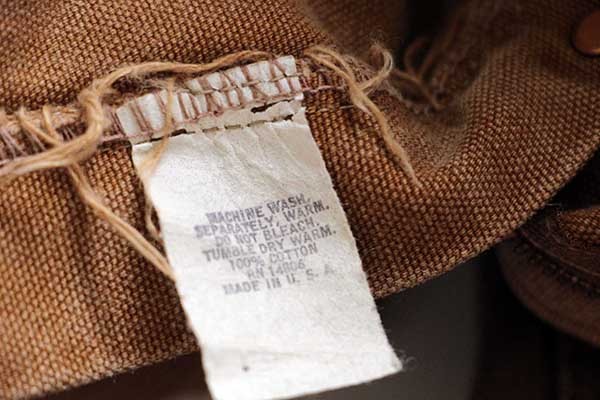 MACHINE WASH,
SEPARATELY, WARM.
DO NOT BLEACH.
TUMBLE DRY WARM.
100% COTTON
RN 14806
MADE IN U. S. A